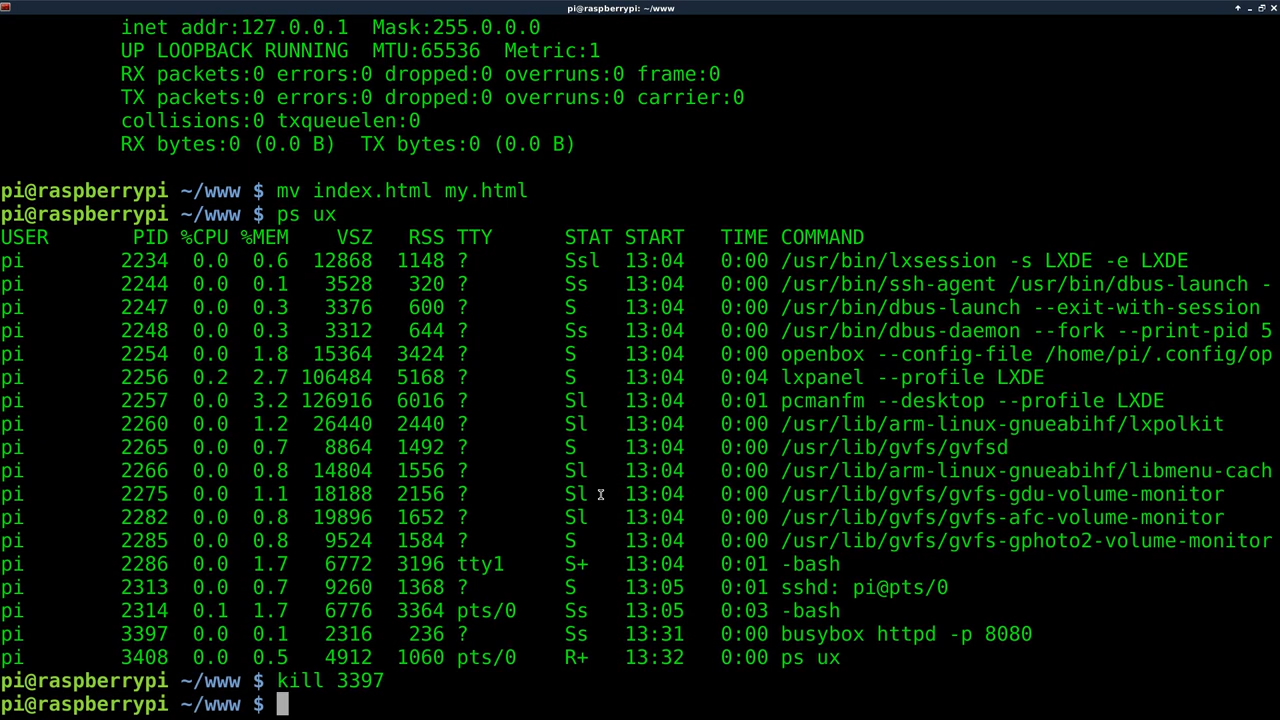 pi@raspberrypi: ~/www
inet addr:127.0.0.1  Mask:255.0.0.0
UP LOOPBACK RUNNING  MTU:65536  Metric:1
RX packets:0 errors:0 dropped:0 overruns:0 frame:0
TX packets:0 errors:0 dropped:0 overruns:0 carrier:0
collisions:0 txqueuelen:0
RX bytes:0 (0.0 B)  TX bytes:0 (0.0 B)
pi@raspberrypi ~/www $ mv index.html my.html
pi@raspberrypi ~/www $ ps ux
USER       PID %CPU %MEM    VSZ   RSS TTY      STAT START   TIME COMMAND
pi        2234  0.0  0.6  12868  1148 ?        Ssl  13:04   0:00 /usr/bin/lxsession -s LXDE -e LXDE
pi        2244  0.0  0.1   3528   320 ?        Ss   13:04   0:00 /usr/bin/ssh-agent /usr/bin/dbus-launch -
pi        2247  0.0  0.3   3376   600 ?        S    13:04   0:00 /usr/bin/dbus-launch --exit-with-session
pi        2248  0.0  0.3   3312   644 ?        Ss   13:04   0:00 /usr/bin/dbus-daemon --fork --print-pid 5
pi        2254  0.0  1.8  15364  3424 ?        S    13:04   0:00 openbox --config-file /home/pi/.config/op
pi        2256  0.2  2.7 106484  5168 ?        S    13:04   0:04 lxpanel --profile LXDE
pi        2257  0.0  3.2 126916  6016 ?        Sl   13:04   0:01 pcmanfm --desktop --profile LXDE
pi        2260  0.0  1.2  26440  2440 ?        Sl   13:04   0:00 /usr/lib/arm-linux-gnueabihf/lxpolkit
pi        2265  0.0  0.7   8864  1492 ?        S    13:04   0:00 /usr/lib/gvfs/gvfsd
pi        2266  0.0  0.8  14804  1556 ?        Sl   13:04   0:00 /usr/lib/arm-linux-gnueabihf/libmenu-cach
pi        2275  0.0  1.1  18188  2156 ?        Sl   13:04   0:00 /usr/lib/gvfs/gvfs-gdu-volume-monitor
pi        2282  0.0  0.8  19896  1652 ?        Sl   13:04   0:00 /usr/lib/gvfs/gvfs-afc-volume-monitor
pi        2285  0.0  0.8   9524  1584 ?        S    13:04   0:00 /usr/lib/gvfs/gvfs-gphoto2-volume-monitor
pi        2286  0.0  1.7   6772  3196 tty1     S+   13:04   0:01 -bash
pi        2313  0.0  0.7   9260  1368 ?        S    13:05   0:01 sshd: pi@pts/0
pi        2314  0.1  1.7   6776  3364 pts/0    Ss   13:05   0:03 -bash
pi        3397  0.0  0.1   2316   236 ?        Ss   13:31   0:00 busybox httpd -p 8080
pi        3408  0.0  0.5   4912  1060 pts/0    R+   13:32   0:00 ps ux
pi@raspberrypi ~/www $ kill 3397
pi@raspberrypi ~/www $